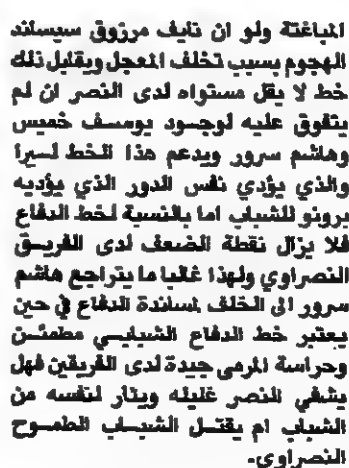 المباغتة ولو ان نايف مرزوق سيساند
الهجوم بسبب تخلف المعجل ويقابل ذلك
خط لا يقل مستواه لدى النصر ان لم
يتفوق عليه لوجود يوسف خميس
وهاشم سرور ويدعم هذا الخط لسيرا
والذي يؤدي نفس الدور الذي يؤديه
برونو للشباب اما بالنسبة لخط الدفاع
فلا يزال نقطة الضعف لدى الفريق
النصراوي ولهذا غالبا ما يتراجع هاشم
سرور الى الخلف لمساندة الدفاع في حين
يعتبر خط الدفاع الشبابي مطمئن
وحراسة المرمى جيدة لدى الفريقين فهل
يشفي النصر غليله ويثار لنفسه من
الشباب ام يقتل الشباب الطموح
النصراوي.